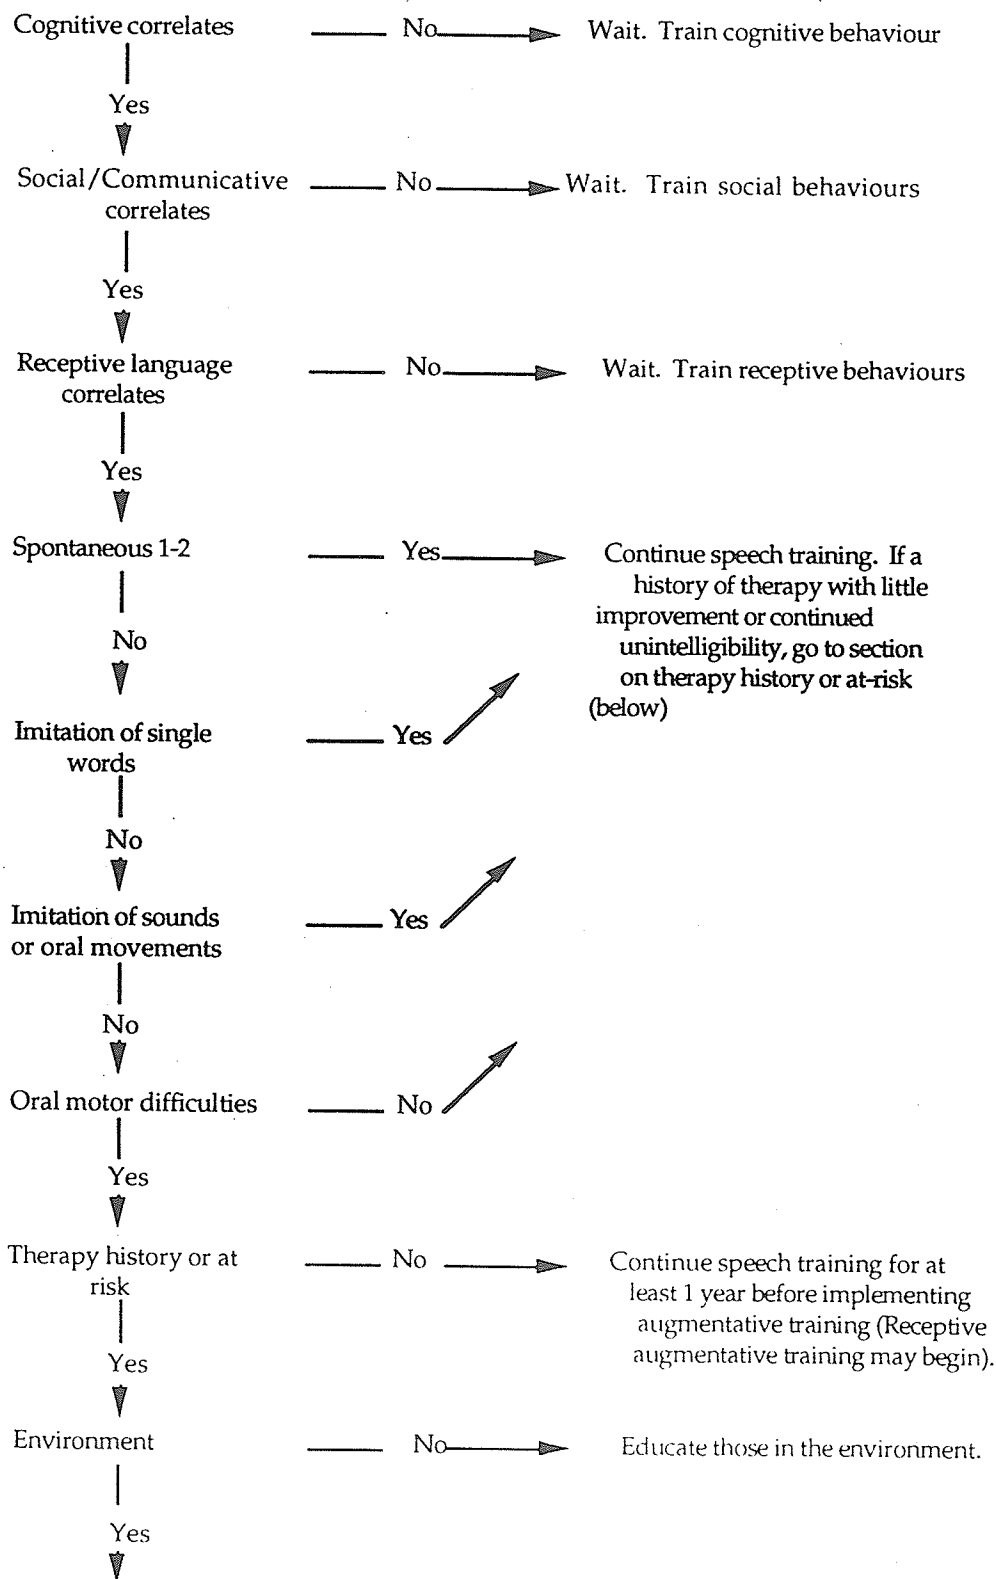 Cognitive correlates No Wait. Train cognitive behaviour
Yes
Social/Communicative No Wait. Train social behaviours
correlates
Yes
Receptive language No Wait. Train receptive behaviours
correlates
Yes
Spontaneous 1-2 Yes Continue speech training. If a
history of therapy with little
improvement or continued
unintelligibility, go to section
on therapy history or at-risk
(below)
No
Imitation of single Yes
words
No
Imitation of sounds Yes
or oral movements
No
Oral motor difficulties No
Yes
Therapy history or at No Continue speech training for at
risk least 1 year before implementing
augmentative training (Receptive
augmentative training may begin).
Yes
Environment No Educate those in the environment.
Yes